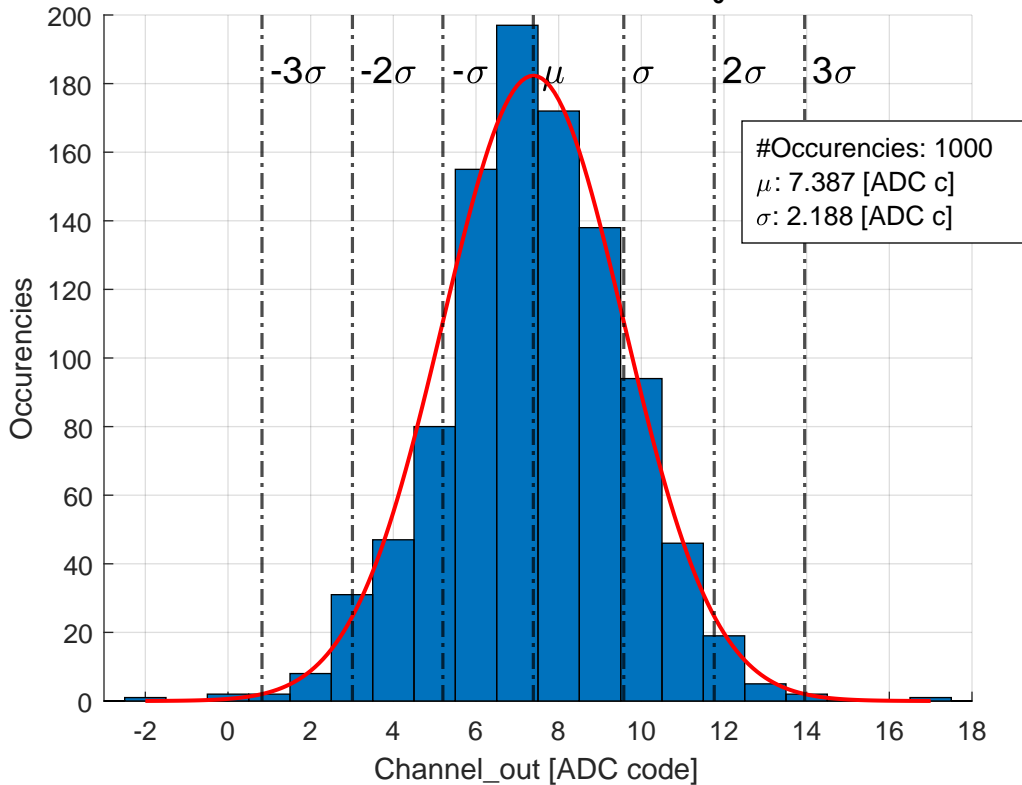 200
180
160
140
120
100
80
60
40
20
0
-3σ
-2σ
-σ
μ
σ
2σ
3σ
#Occurencies: 1000
μ: 7.387 [ADC c]
σ: 2.188 [ADC c]
Occurencies
-2 0 2 4 6 8 10 12 14 16 18
Channel_out [ADC code]